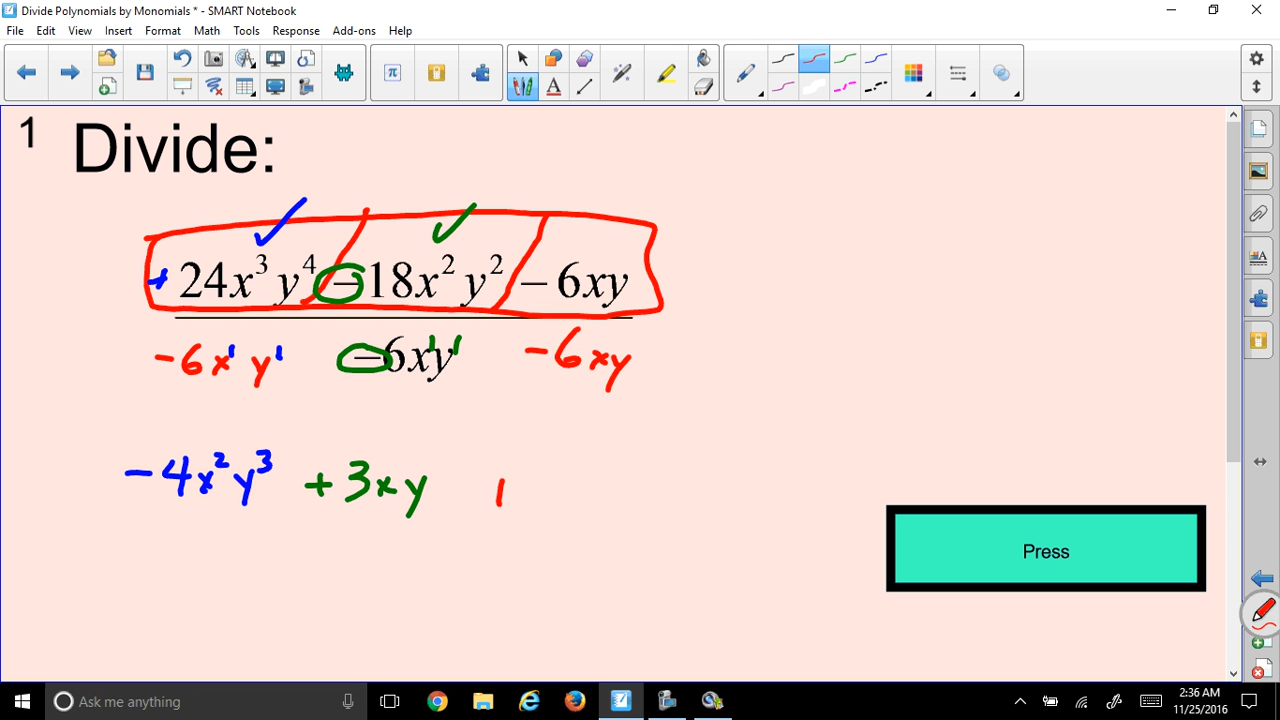 Divide Polynomials by Monomials * - SMART Notebook
File Edit View Insert Format Math Tools Response Add-ons Help
1 Divide:
+ 24x³y⁴ – 18x²y² – 6xy
-6x¹y¹ –6x¹y¹ -6xy
-4x²y³ +3xy 1
Press
Ask me anything
2:36 AM
11/25/2016